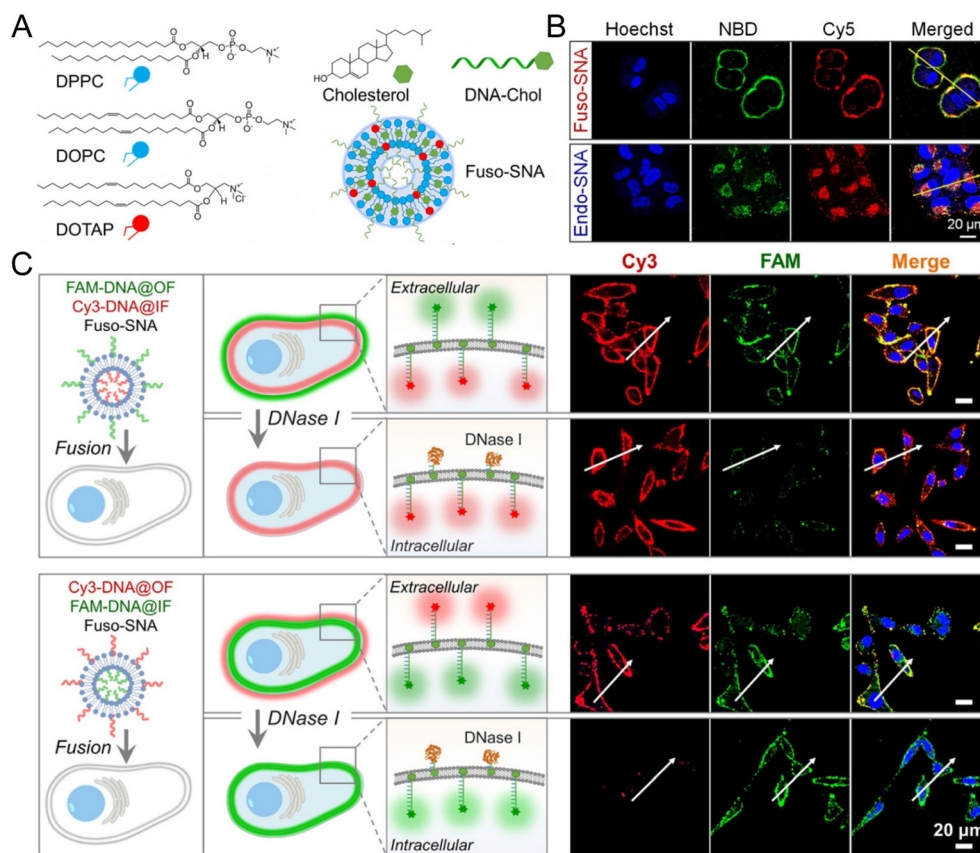 A
DPPC
DOPC
DOTAP
HO
Cholesterol
DNA-Chol
Fuso-SNA
B
Hoechst NBD Cy5 Merged
Fuso-SNA
Endo-SNA
20 μm
C
Cy3 FAM Merge
FAM-DNA@OF
Cy3-DNA@IF
Fuso-SNA
Fusion
DNase I
Extracellular
DNase I
Intracellular
Cy3-DNA@OF
FAM-DNA@IF
Fuso-SNA
Fusion
DNase I
Extracellular
DNase I
Intracellular
20 μm